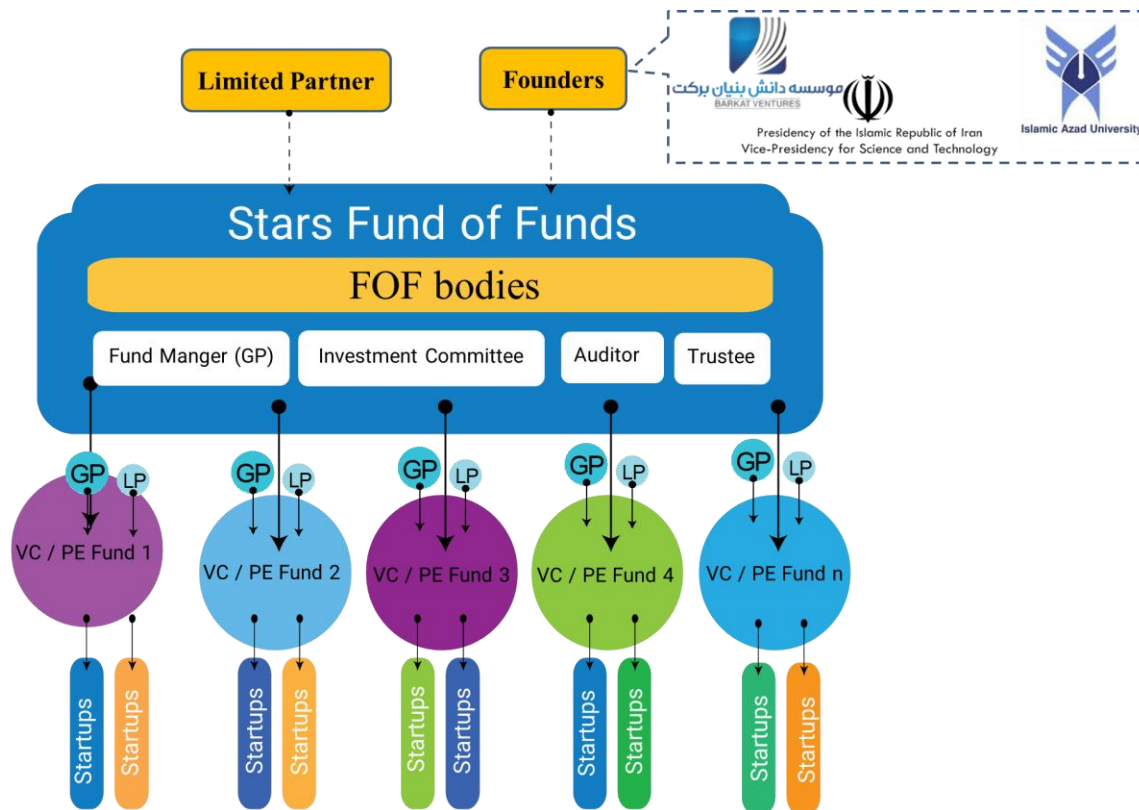 Limited Partner
Founders
موسسه دانش بنیان برکت
BARKAT VENTURES
Presidency of the Islamic Republic of Iran
Vice-Presidency for Science and Technology
Islamic Azad University
Stars Fund of Funds
FOF bodies
Fund Manger (GP)
Investment Committee
Auditor
Trustee
GP
LP
GP
LP
GP
LP
GP
LP
GP
LP
VC / PE Fund 1
VC / PE Fund 2
VC / PE Fund 3
VC / PE Fund 4
VC / PE Fund n
Startups
Startups
Startups
Startups
Startups
Startups
Startups
Startups
Startups
Startups